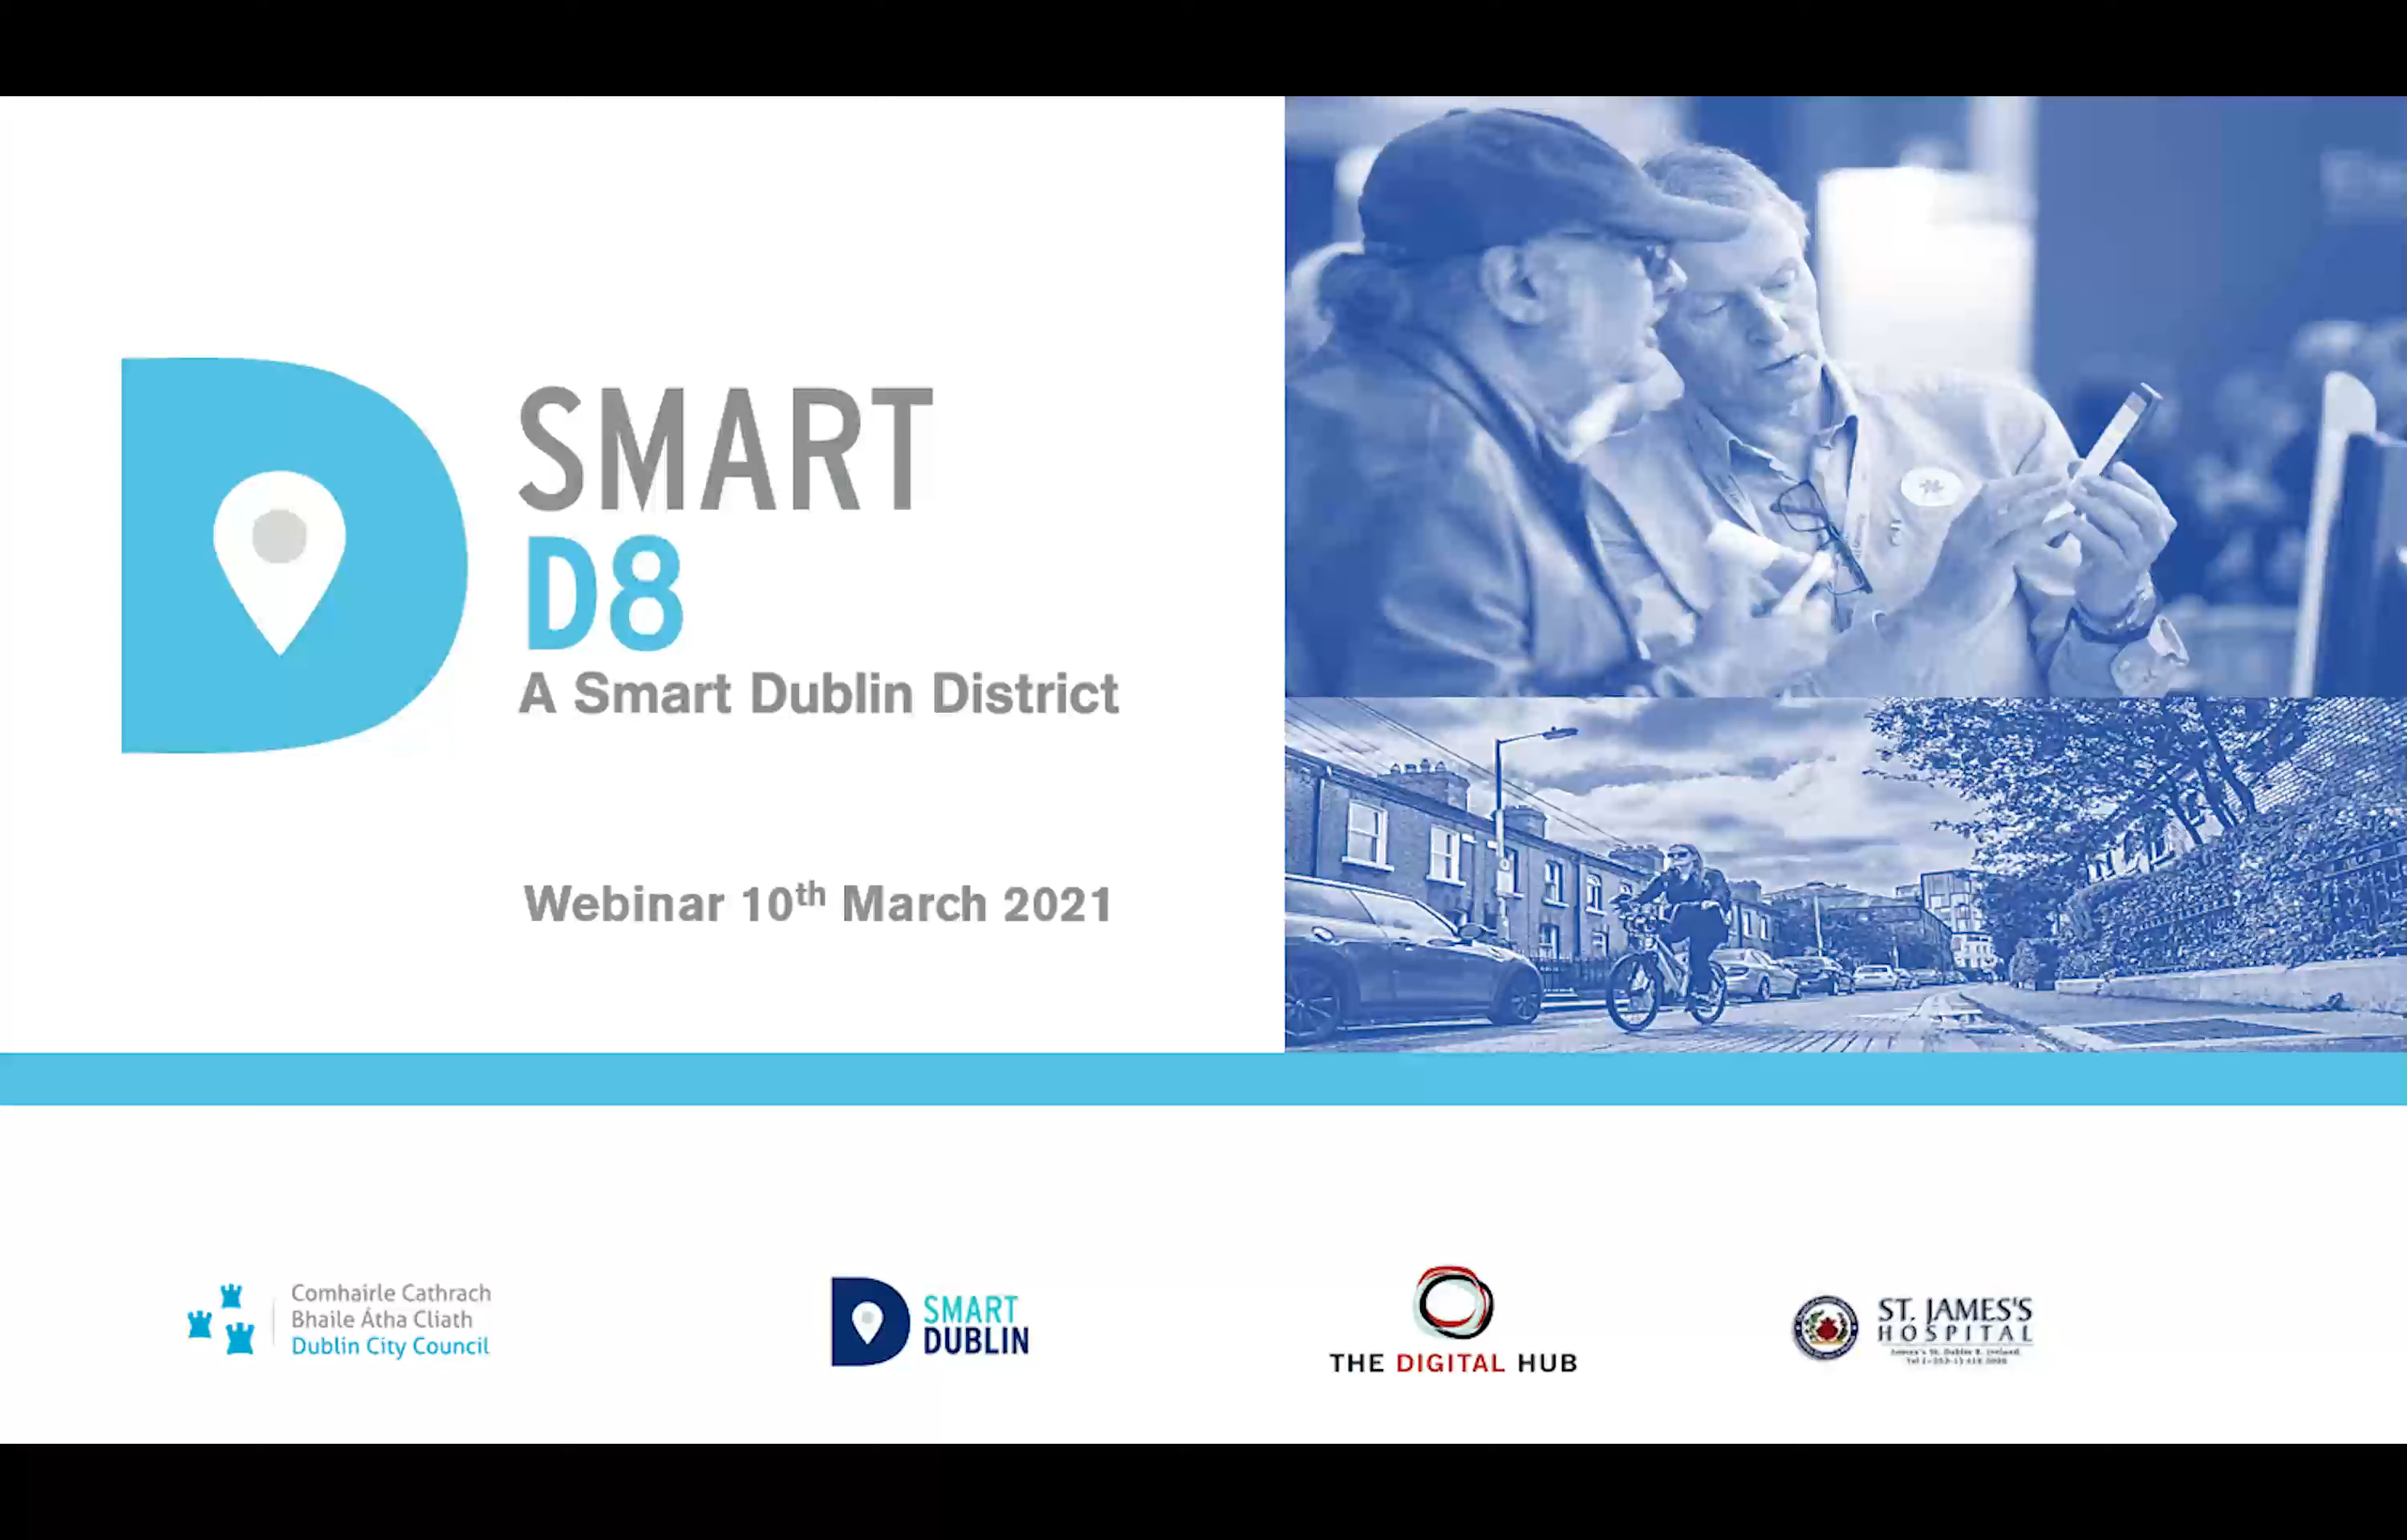 SMART
D8
A Smart Dublin District
Webinar 10th March 2021
Comhairle Cathrach
Bhaile Átha Cliath
Dublin City Council
SMART
DUBLIN
THE DIGITAL HUB
ST. JAMES'S
HOSPITAL